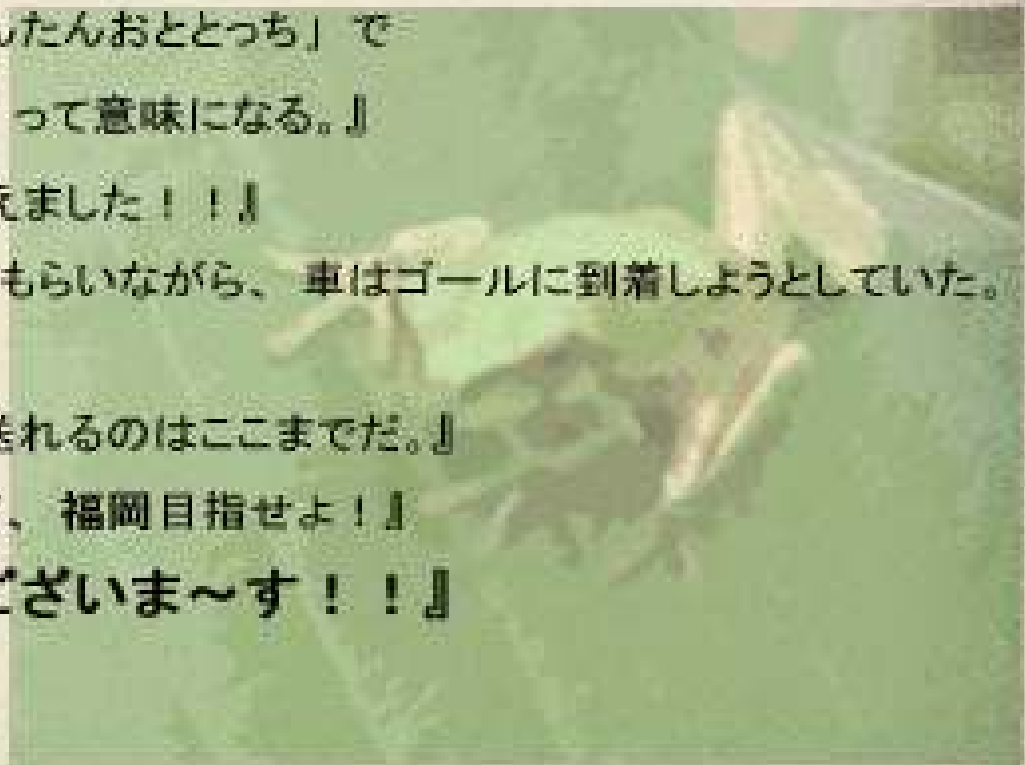 んたんおととっち」で
って意味になる。』
えました！！』
もらいながら、車はゴールに到着しようとしていた。
れるのはここまでだ。』
、福岡目指せよ！』
ございま～す！！』